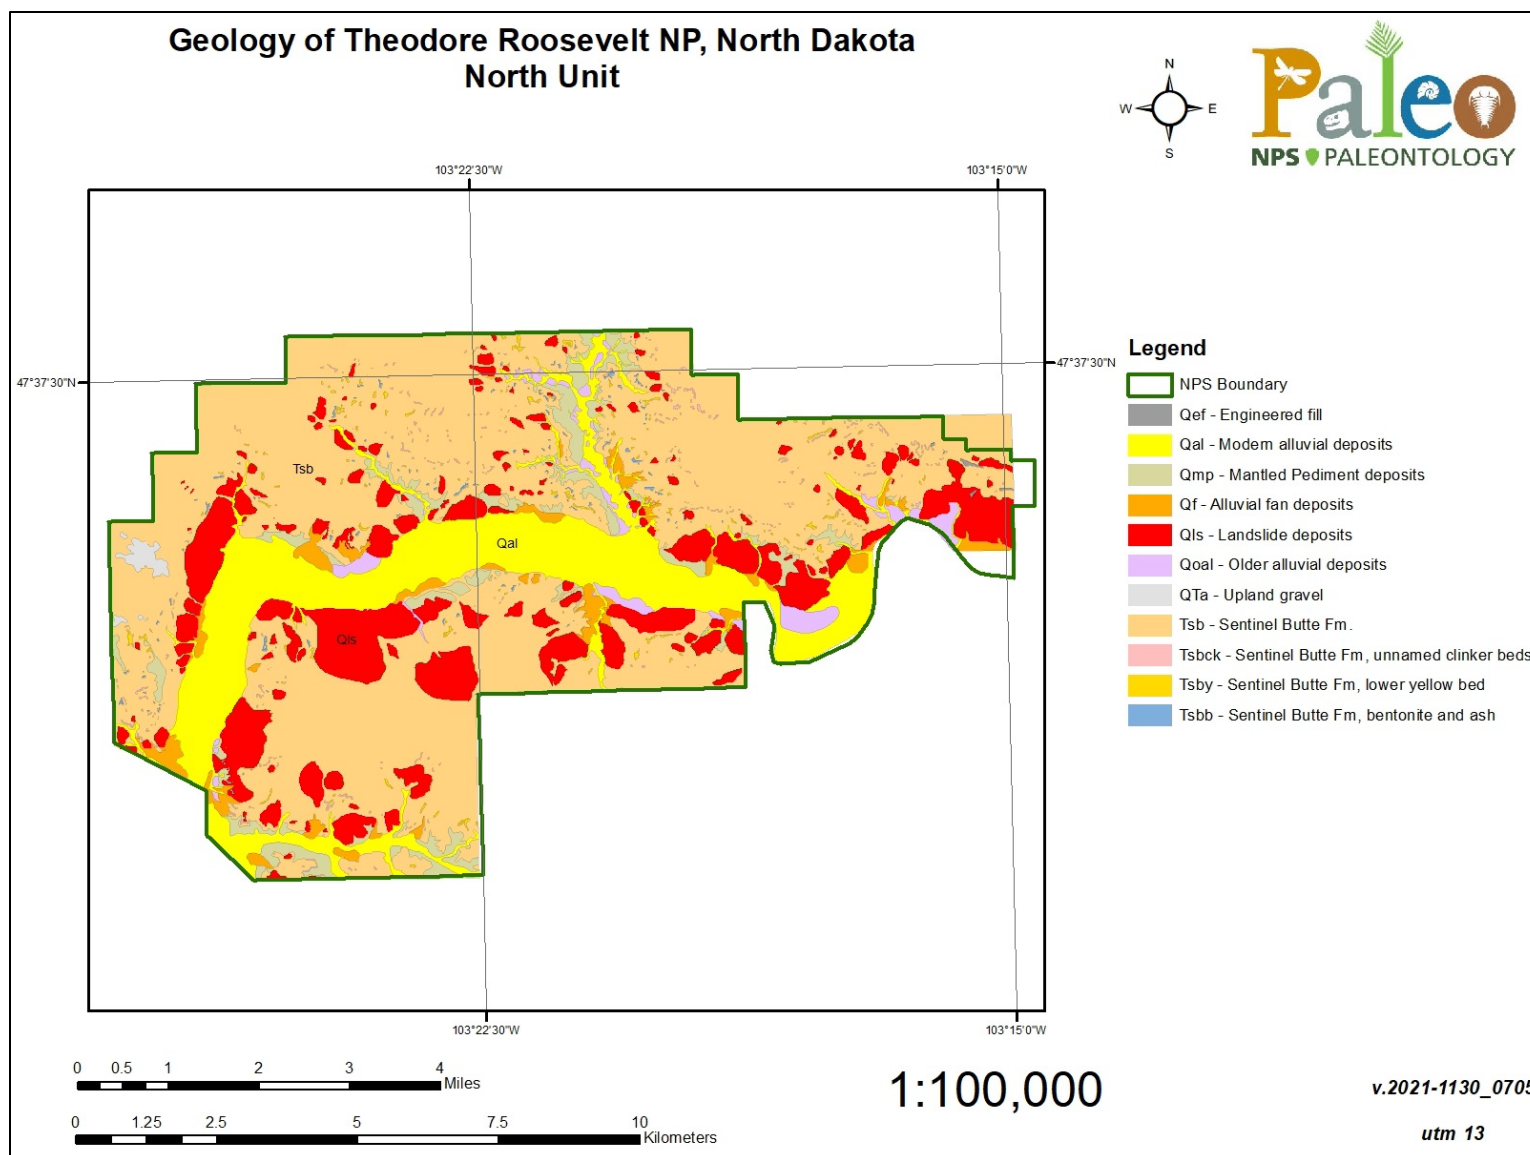 Geology of Theodore Roosevelt NP, North Dakota
North Unit
N
W E
S
Paleo
NPS PALEONTOLOGY
103°22'30"W 103°15'0"W
47°37'30"N 47°37'30"N
Tsb
Qal
Qls
Legend
NPS Boundary
Qef - Engineered fill
Qal - Modern alluvial deposits
Qmp - Mantled Pediment deposits
Qf - Alluvial fan deposits
Qls - Landslide deposits
Qoal - Older alluvial deposits
QTa - Upland gravel
Tsb - Sentinel Butte Fm.
Tsbck - Sentinel Butte Fm, unnamed clinker beds
Tsby - Sentinel Butte Fm, lower yellow bed
Tsbb - Sentinel Butte Fm, bentonite and ash
103°22'30"W 103°15'0"W
0 0.5 1 2 3 4
Miles
0 1.25 2.5 5 7.5 10
Kilometers
1:100,000
v.2021-1130_0705
utm 13